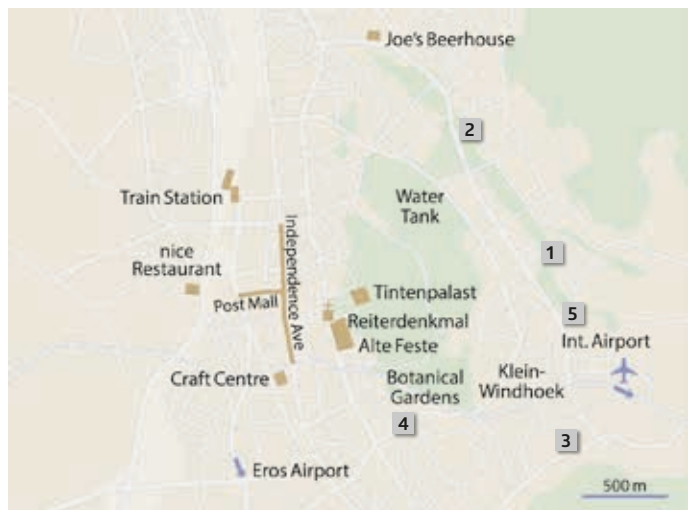 Joe's Beerhouse
2
Water
Tank
Train Station
Independence Ave
nice
Restaurant
1
Post Mall
Tintenpalast
Reiterdenkmal
5
Int. Airport
Alte Feste
Craft Centre
Botanical
Gardens
Klein-
Windhoek
4
3
Eros Airport
500 m